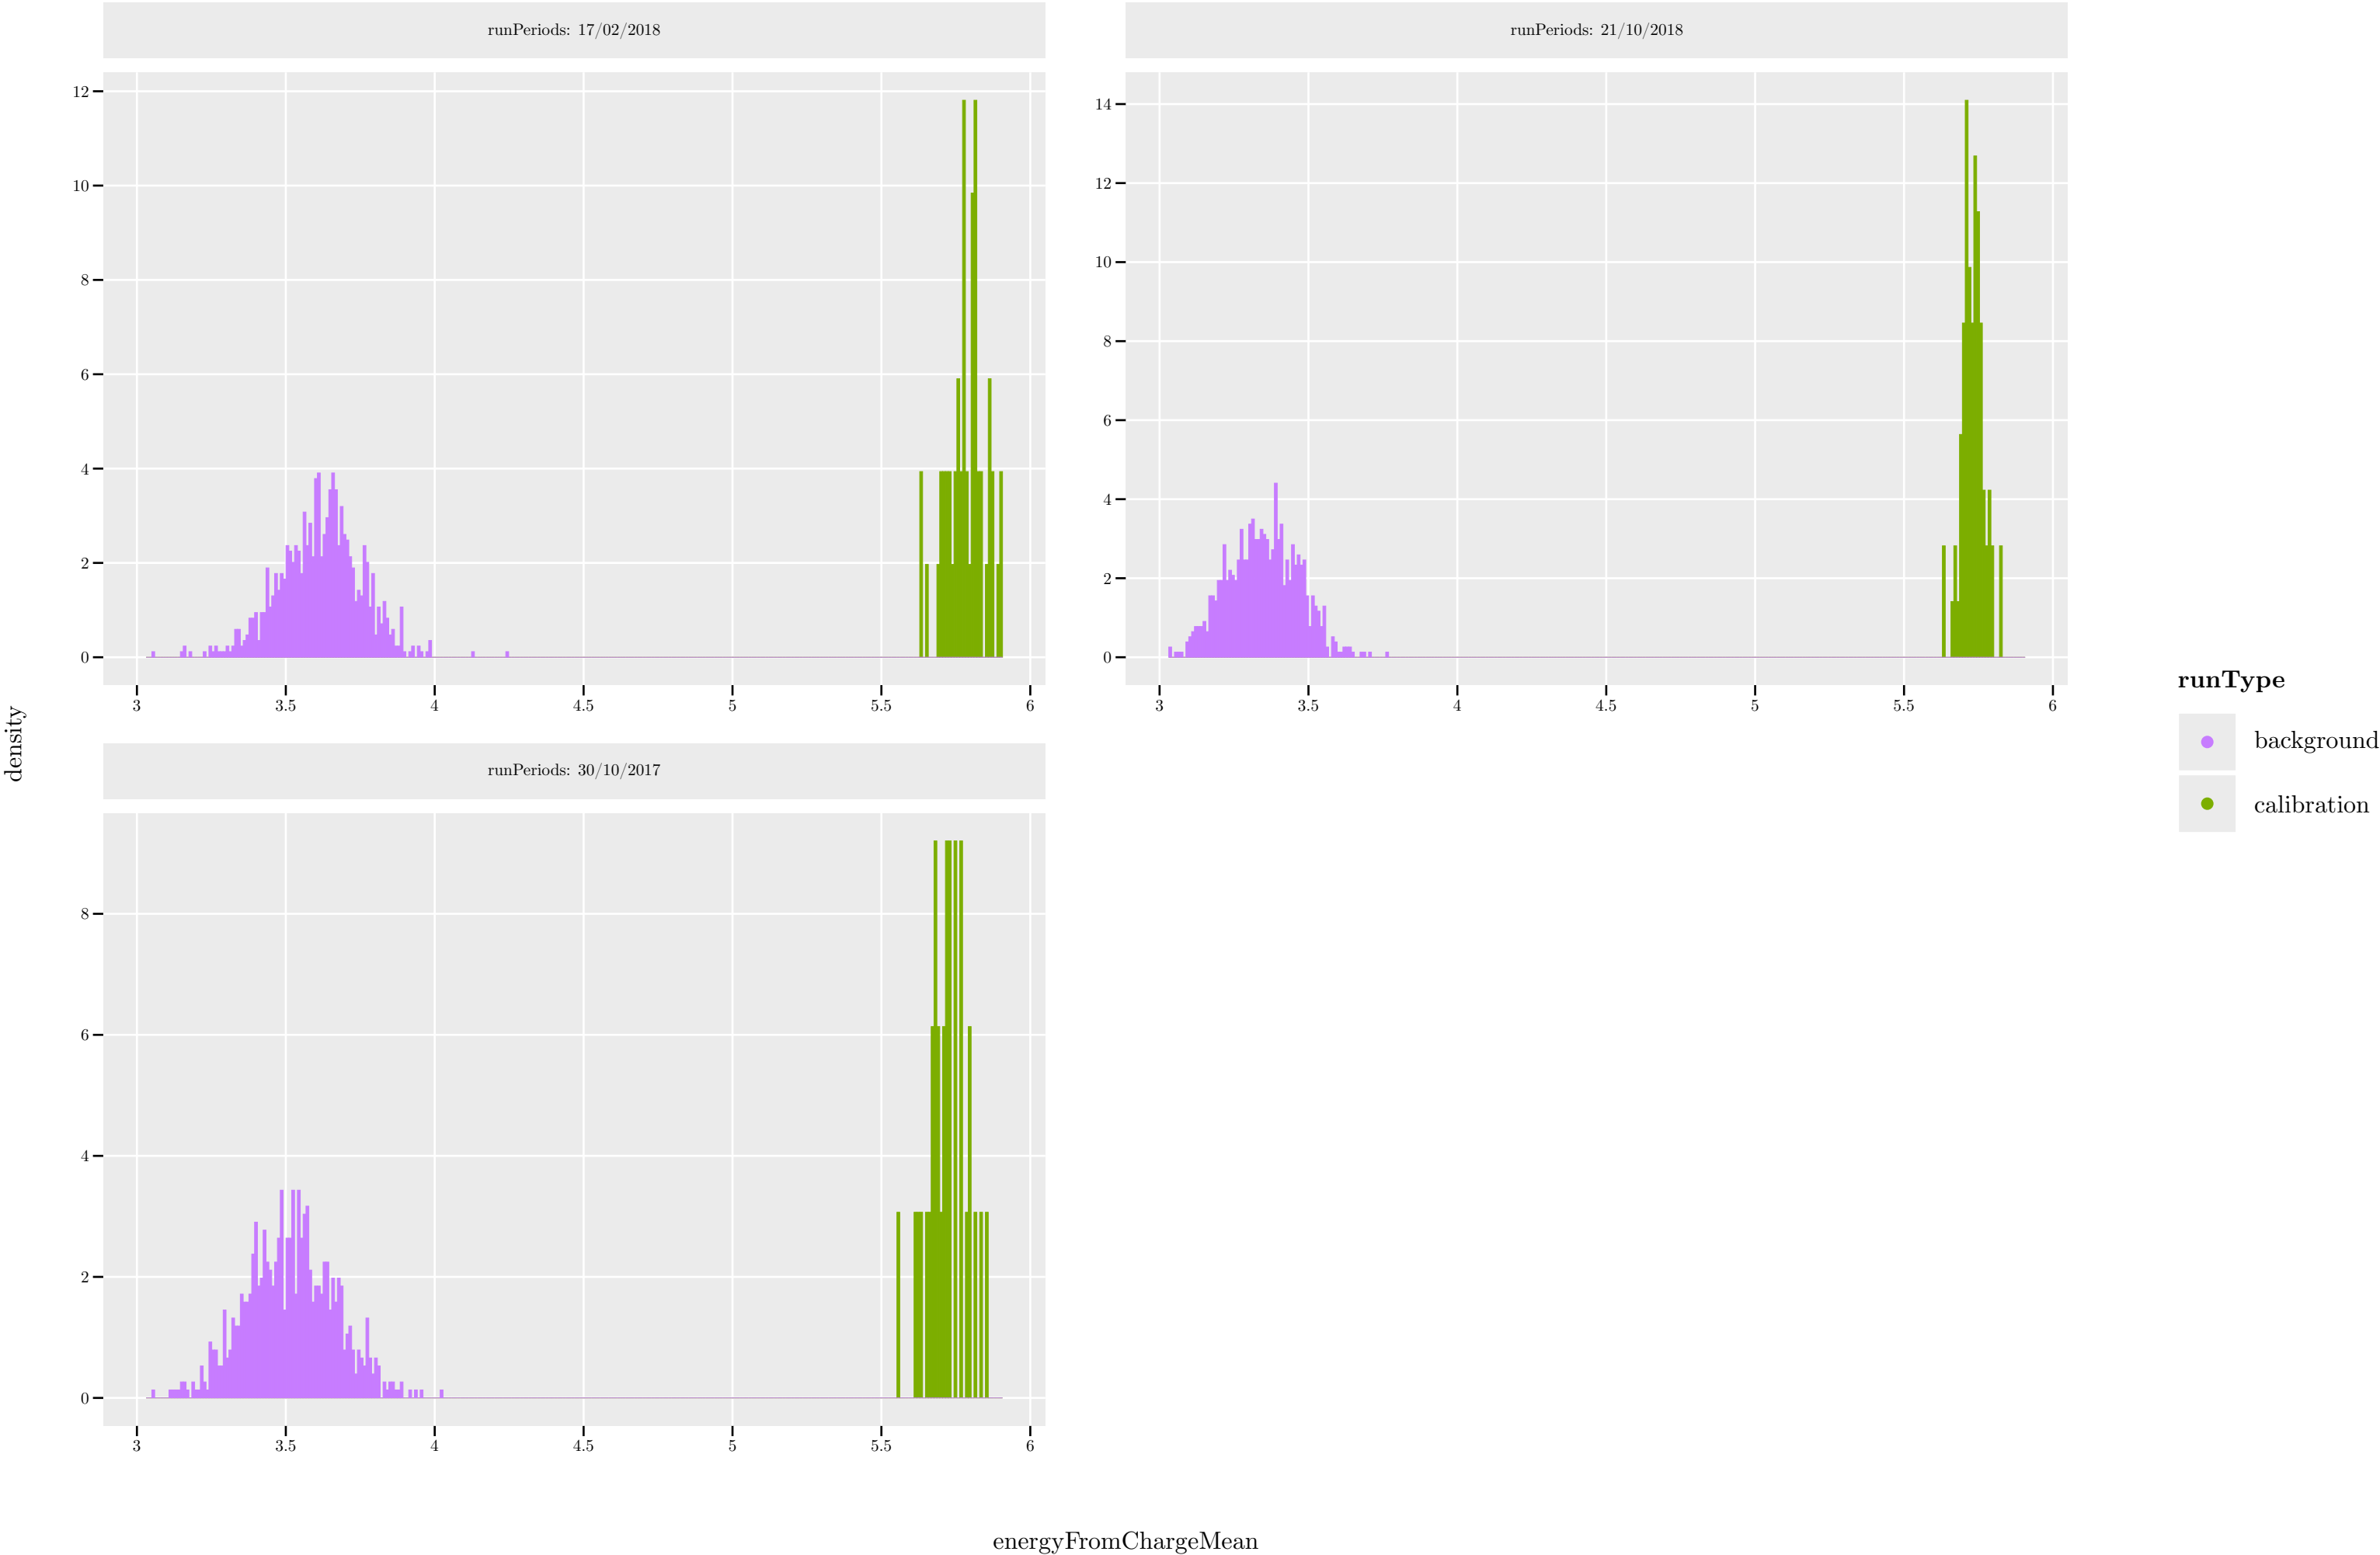 runPeriods: 17/02/2018
12
10
8
6
4
2
0
3 3.5 4 4.5 5 5.5 6
runPeriods: 21/10/2018
14
12
10
8
6
4
2
0
3 3.5 4 4.5 5 5.5 6
runPeriods: 30/10/2017
8
6
4
2
0
3 3.5 4 4.5 5 5.5 6
density
energyFromChargeMean
runType
background
calibration